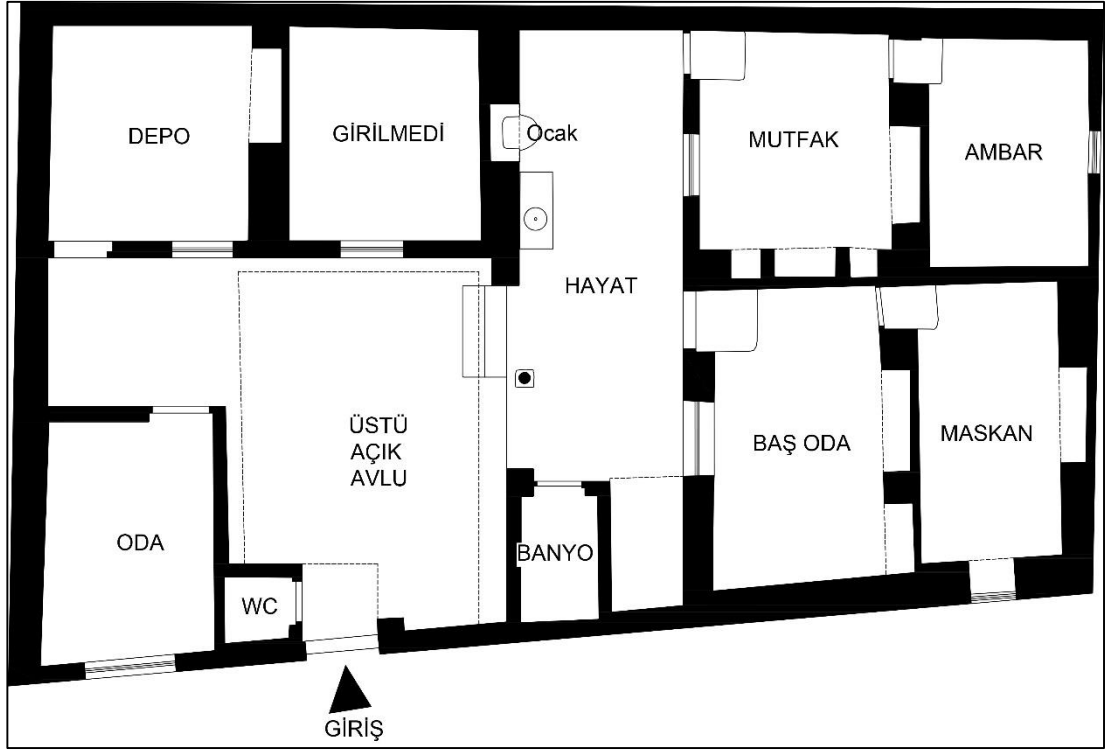 DEPO
GİRİLMEDİ
Ocak
MUTFAK
AMBAR
HAYAT
ÜSTÜ
AÇIK
AVLU
BAŞ ODA
MASKAN
ODA
BANYO
WC
GİRİŞ